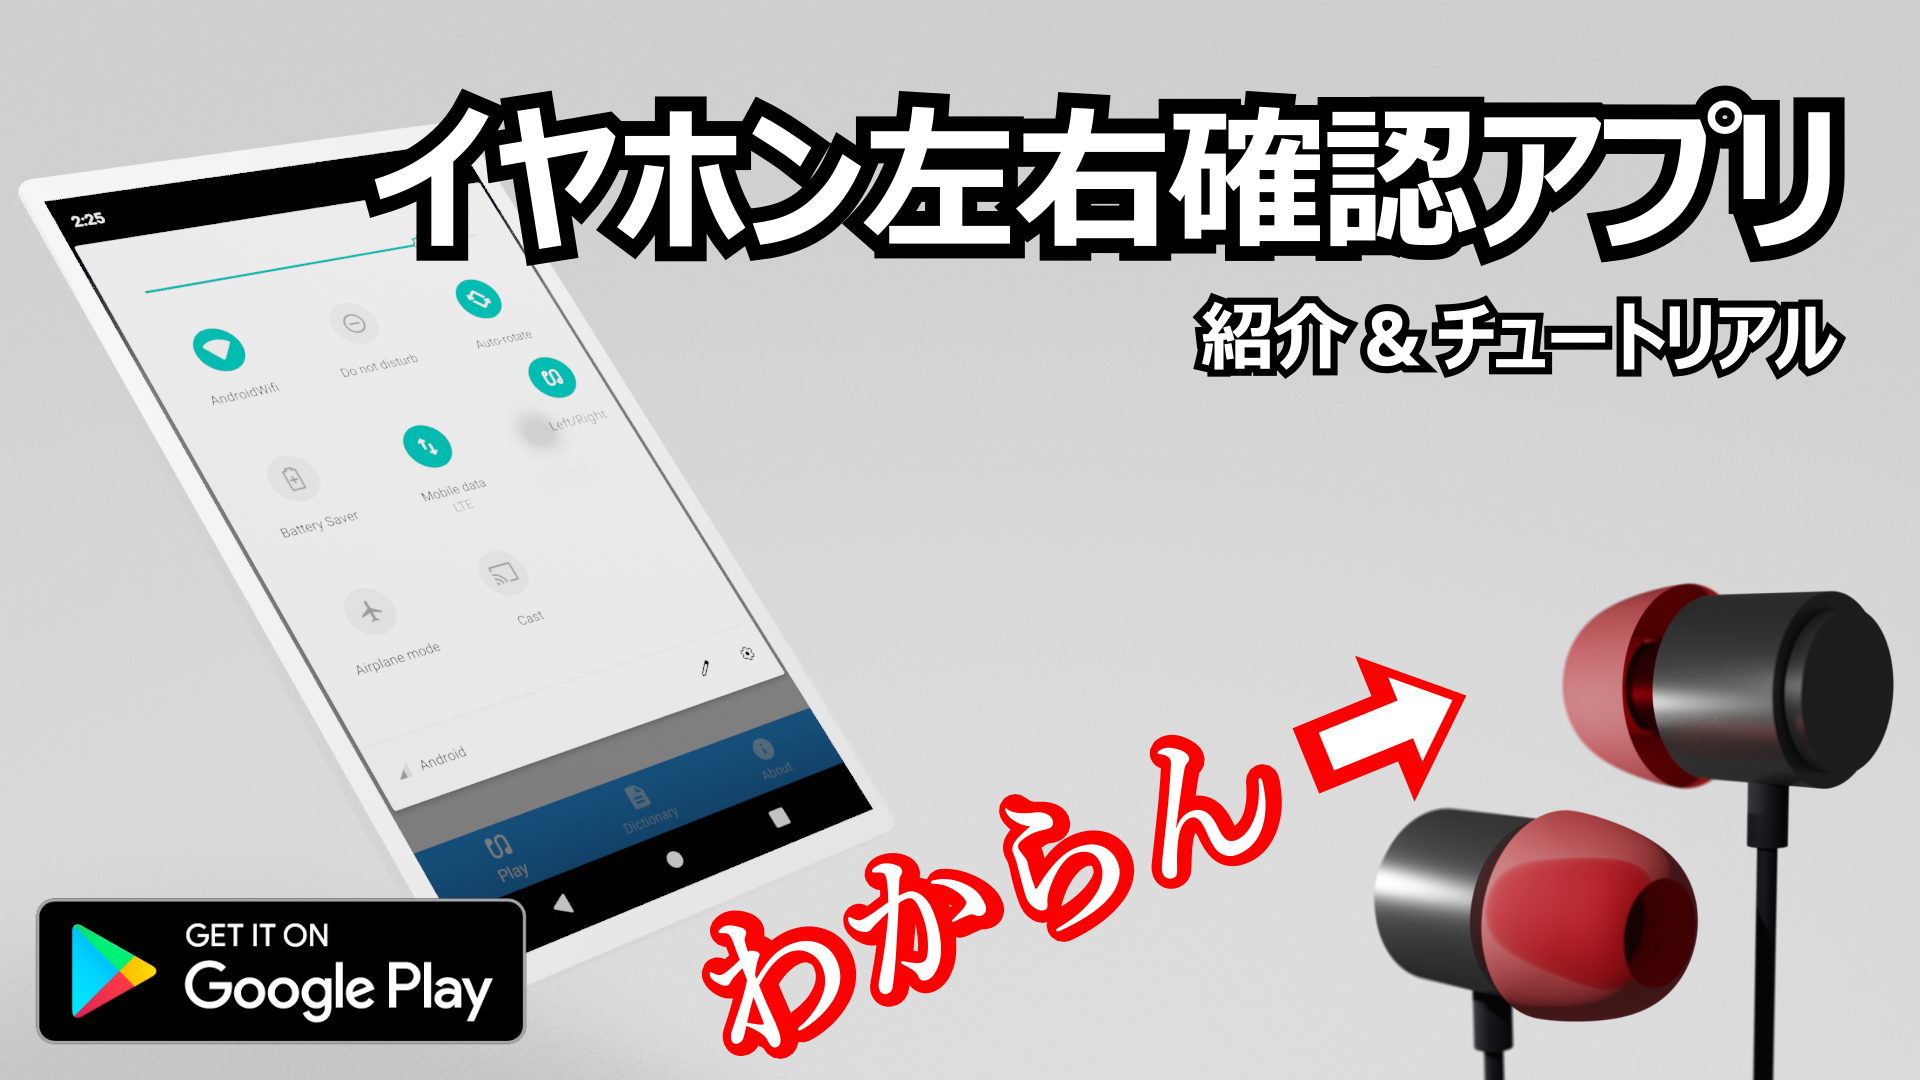 イヤホン左右確認アプリ
紹介 & チュートリアル
2:25
AndroidWifi
Do not disturb
Auto-rotate
Battery Saver
Mobile data
LTE
Left/Right
Airplane mode
Cast
Android
Play
Dictionary
About
わからん
GET IT ON
Google Play